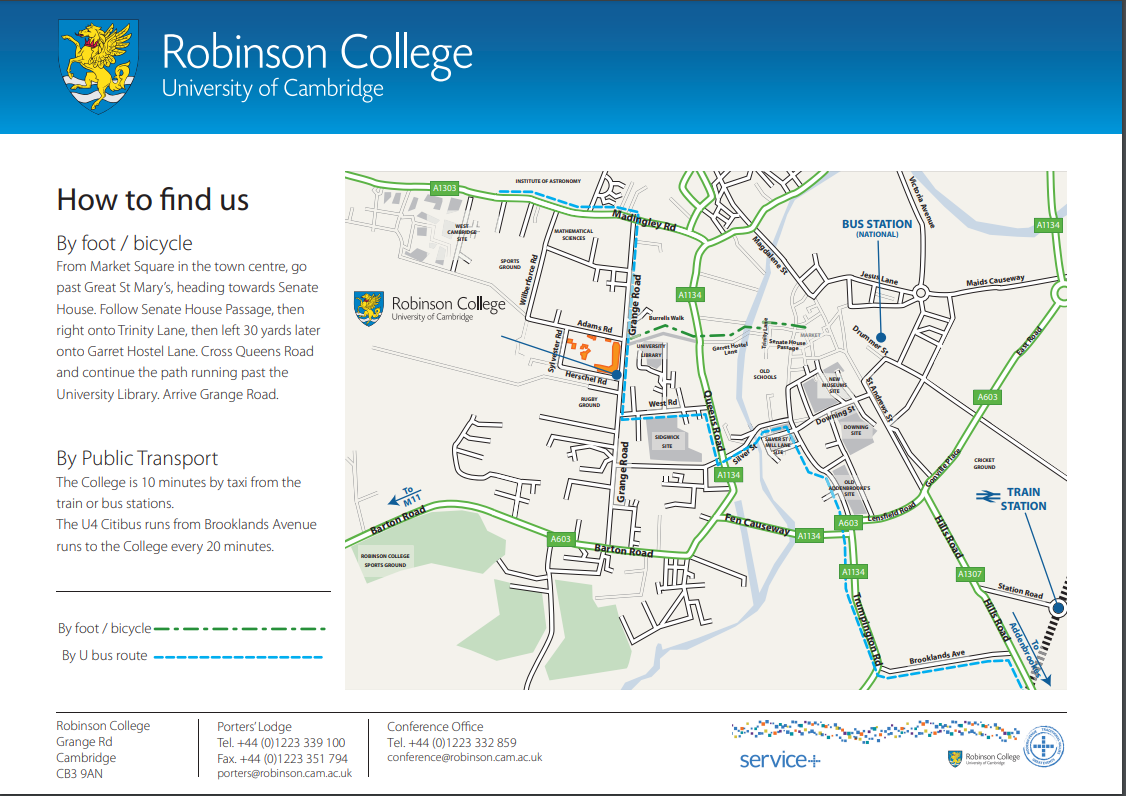 Robinson College
University of Cambridge
How to find us
By foot / bicycle
From Market Square in the town centre, go
past Great St Mary's, heading towards Senate
House. Follow Senate House Passage, then
right onto Trinity Lane, then left 30 yards later
onto Garret Hostel Lane. Cross Queens Road
and continue the path running past the
University Library. Arrive Grange Road.
By Public Transport
The College is 10 minutes by taxi from the
train or bus stations.
The U4 Citibus runs from Brooklands Avenue
runs to the College every 20 minutes.
By foot / bicycle
By U bus route
INSTITUTE OF ASTRONOMY
A1303
Madingley Rd
WEST
CAMBRIDGE
SITE
MATHEMATICAL
SCIENCES
SPORTS
GROUND
Wilberforce Rd
Grange Road
Magdalene St
Victoria Avenue
BUS STATION
(NATIONAL)
A1134
Jesus Lane
Maids Causeway
A1134
Robinson College
University of Cambridge
Adams Rd
Burrells Walk
Sylvester Rd
UNIVERSITY
LIBRARY
Garret Hostel
Lane
Trinity Lane
Senate House
Passage
MARKET
Drummer St
East Road
Herschel Rd
OLD
SCHOOLS
NEW
MUSEUMS
SITE
St Andrews St
A603
RUGBY
GROUND
West Rd
Queens Road
Downing St
DOWNING
SITE
SIDGWICK
SITE
Silver St
SILVER ST /
MILL LANE
SITE
Grange Road
A1134
OLD
ADDENBROOKE'S
SITE
Gonville Place
CRICKET
GROUND
To
M11
Barton Road
A603
Barton Road
Fen Causeway
A1134
A603
Lensfield Road
TRAIN
STATION
ROBINSON COLLEGE
SPORTS GROUND
Hills Road
A1134
A1307
Station Road
Trumpington Rd
Hills Road
Brooklands Ave
To
Robinson College
Grange Rd
Cambridge
CB3 9AN
Porters' Lodge
Tel. +44 (0)1223 339 100
Fax. +44 (0)1223 351 794
porters@robinson.cam.ac.uk
Conference Office
Tel. +44 (0)1223 332 859
conference@robinson.cam.ac.uk
service+
Robinson College
University of Cambridge